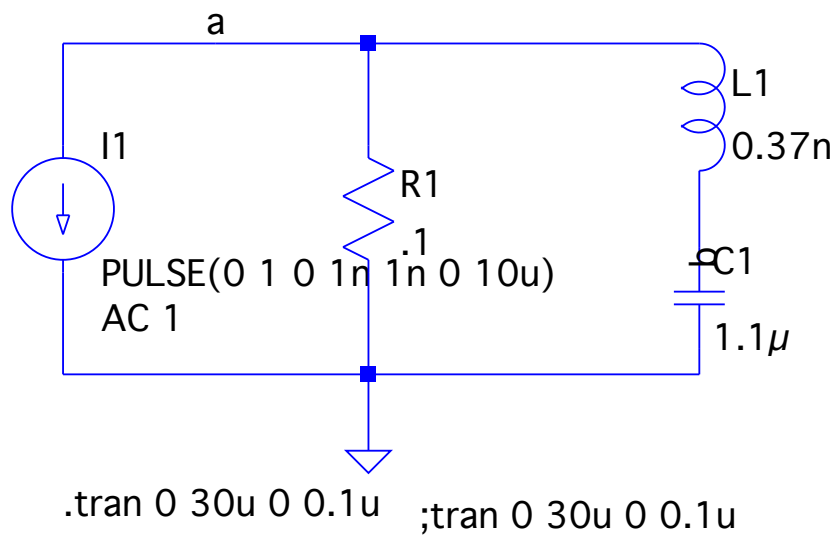 a
I1
L1
0.37n
R1
.1
b
C1
PULSE(0 1 0 1n 1n 0 10u)
AC 1
1.1µ
.tran 0 30u 0 0.1u
;tran 0 30u 0 0.1u